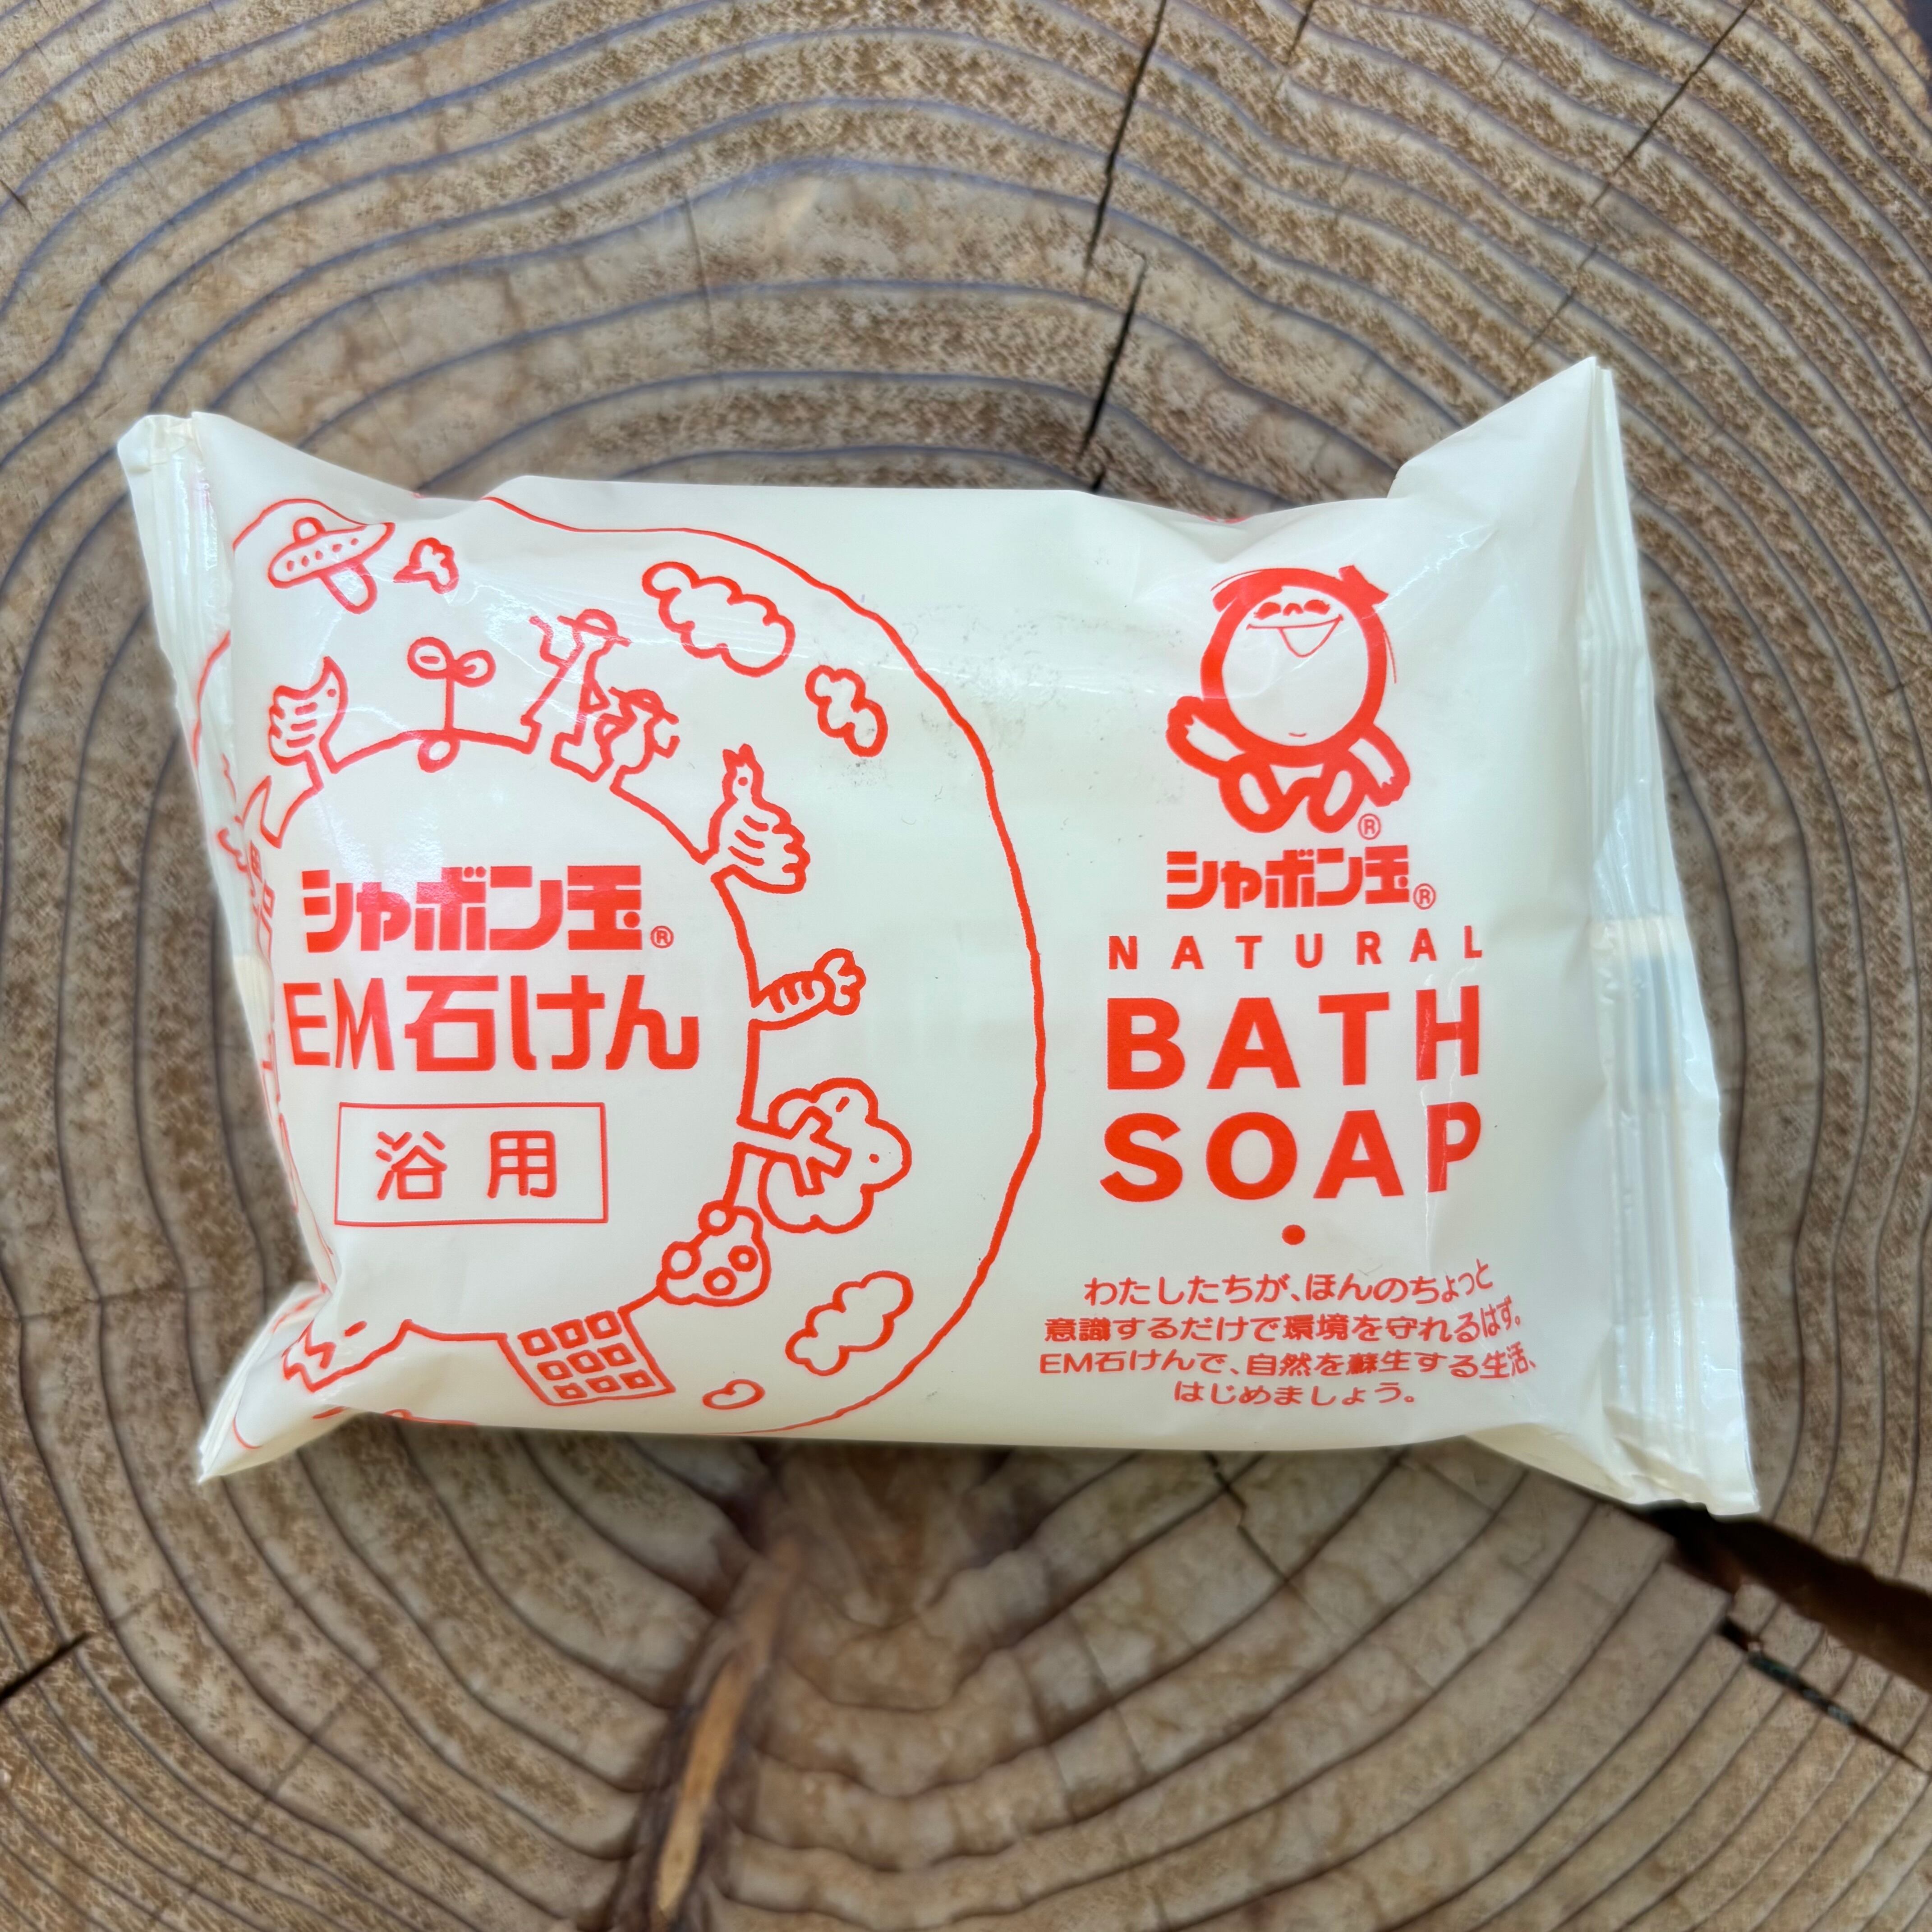 シャボン玉®
EM石けん
浴用
®
シャボン玉®
NATURAL
BATH
SOAP
わたしたちが、ほんのちょっと
意識するだけで環境を守れるはず。
EM石けんで、自然を蘇生する生活、
はじめましょう。